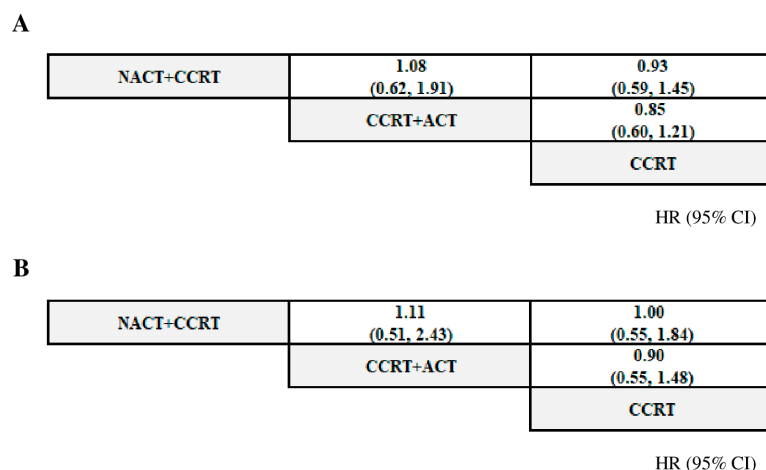 A
NACT+CCRT 1.08 0.93
(0.62, 1.91) (0.59, 1.45)
CCRT+ACT 0.85
(0.60, 1.21)
CCRT
HR (95% CI)
B
NACT+CCRT 1.11 1.00
(0.51, 2.43) (0.55, 1.84)
CCRT+ACT 0.90
(0.55, 1.48)
CCRT
HR (95% CI)